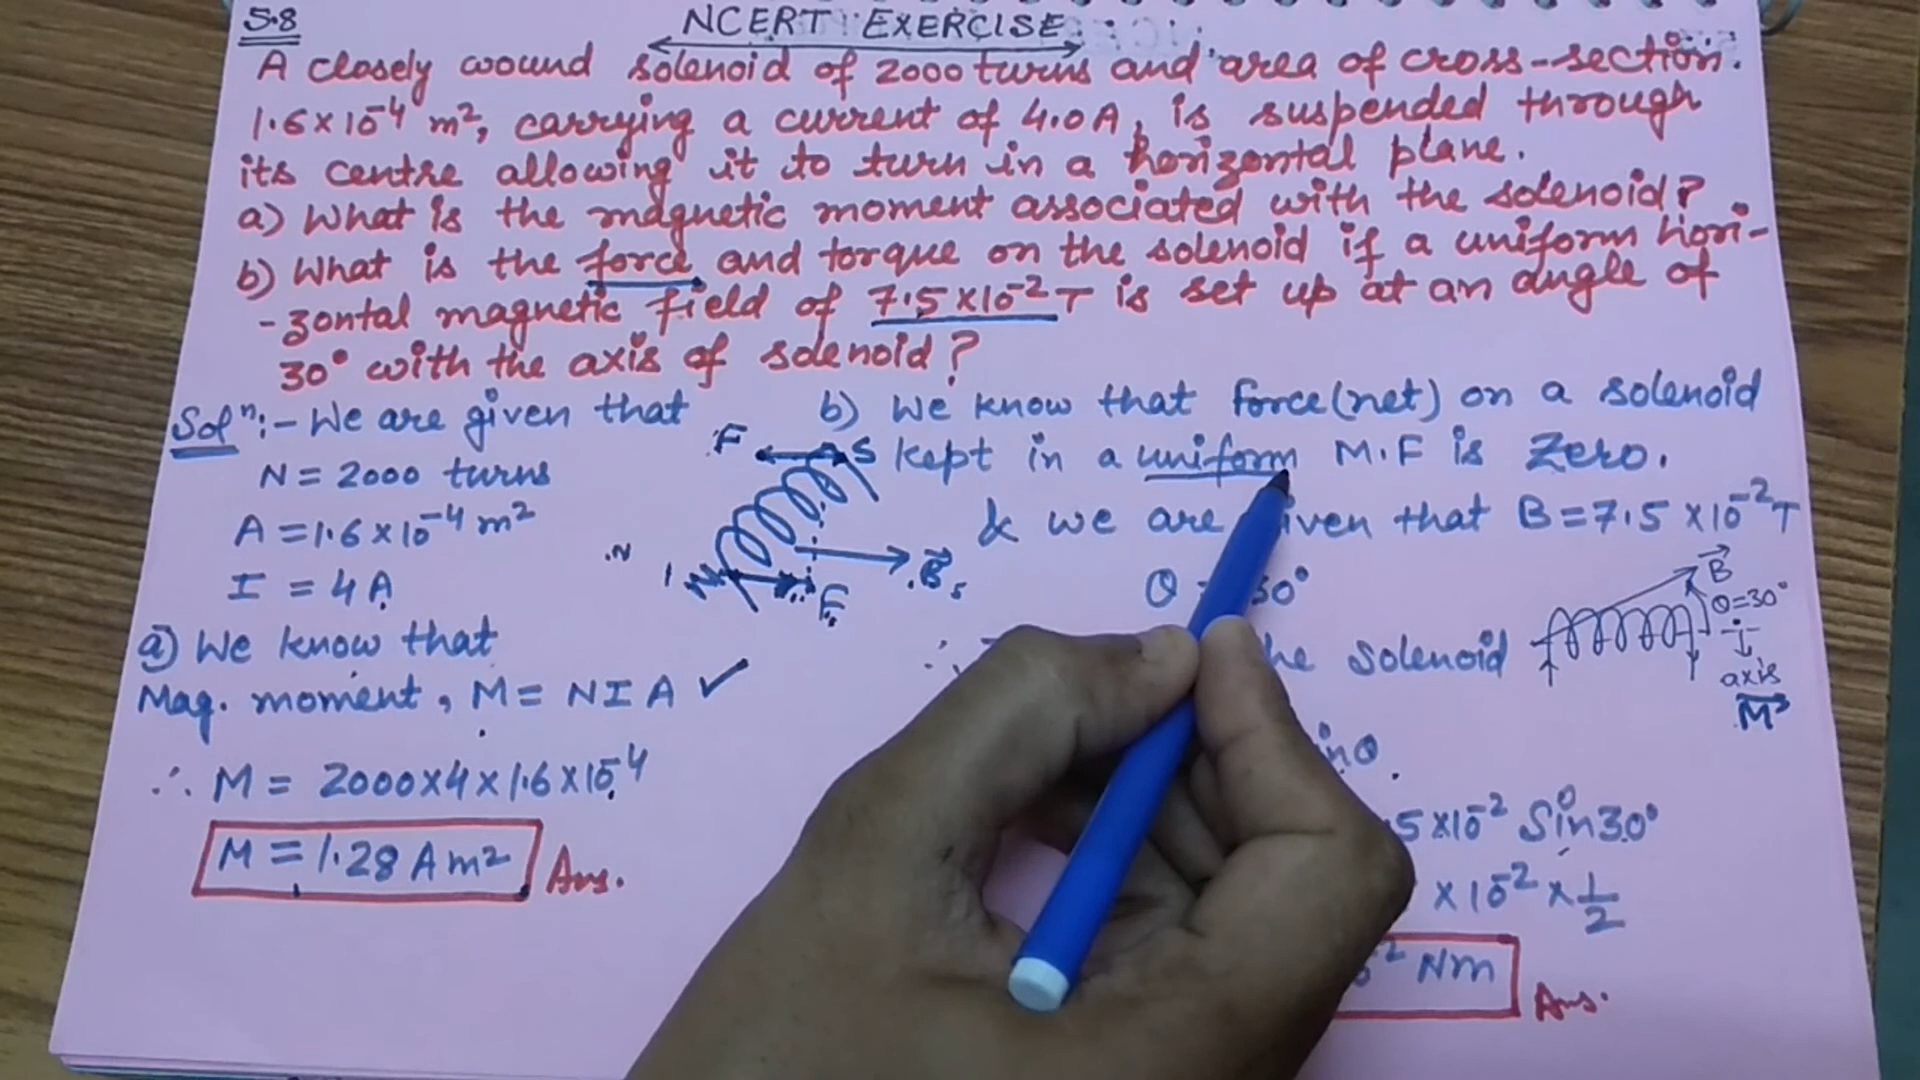 5.8
NCERT EXERCISE:
A closely wound solenoid of 2000 turns and area of cross-section
1.6×10⁻⁴ m², carrying a current of 4.0A, is suspended through
its centre allowing it to turn in a horizontal plane.
a) What is the magnetic moment associated with the solenoid?
b) What is the force and torque on the solenoid if a uniform hori-
-zontal magnetic field of 7.5×10⁻² T is set up at an angle of
30° with the axis of solenoid?
Solⁿ:- We are given that
N = 2000 turns
A = 1.6×10⁻⁴ m²
I = 4A
a) We know that
Mag. moment, M = NIA ✓
∴ M = 2000×4×1.6×10⁻⁴
M = 1.28 Am²
Ans.
F
S
N
B
F
b) We know that force(net) on a solenoid
kept in a uniform M.F is Zero.
& we are given that B = 7.5×10⁻² T
θ 30°
B
θ=30°
axis
M
∴ the solenoid
inθ
5×10⁻² Sin30°
×10⁻² × 1/2
⁻² Nm
Ans.